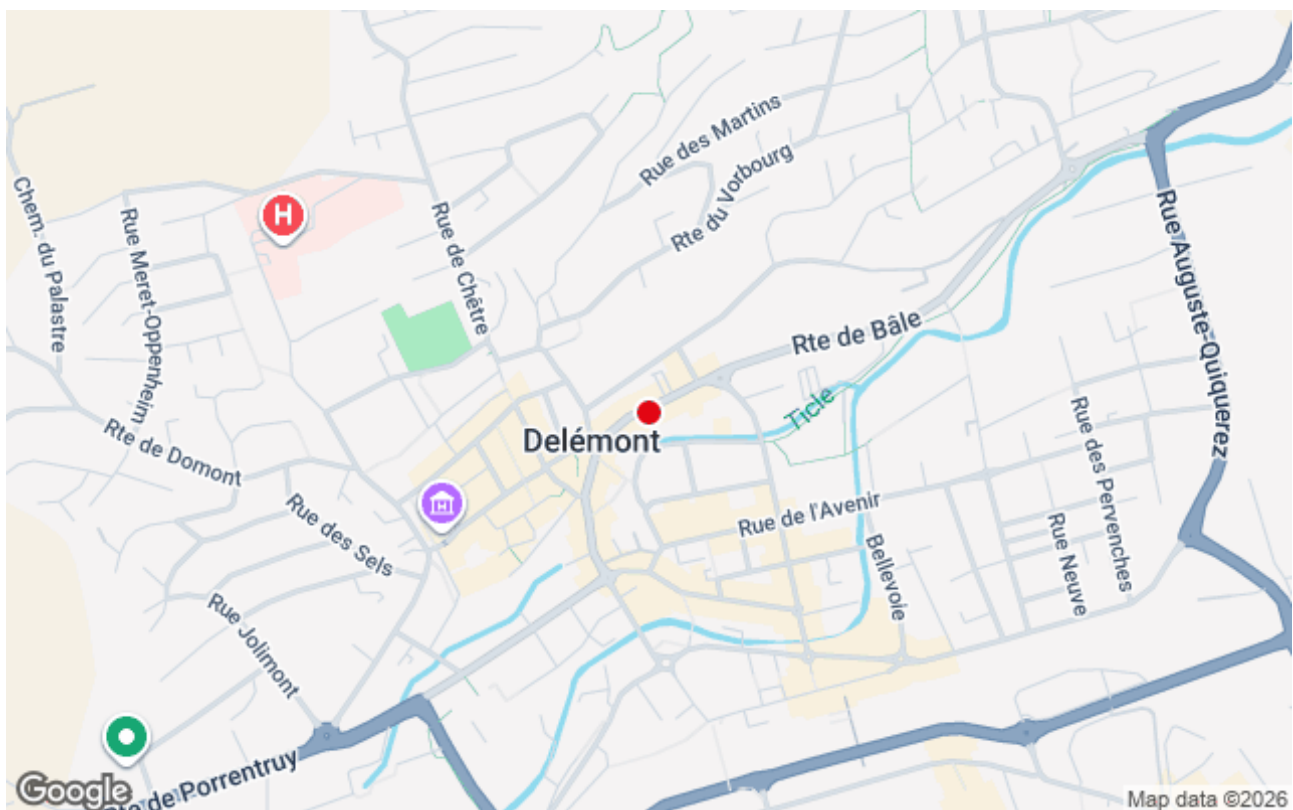 Rue des Martins
Rte du Vorbourg
Rue de Chêtre
Chem. du Palastre
Rue Meret-Oppenheim
H
Rue Auguste-Quiquerez
Rte de Bâle
Ticle
Delémont
Rte de Domont
Rue des Sels
Rue de l'Avenir
Bellevoie
Rue des Pervenches
Rue Neuve
Rue Jolimont
de Porrentruy
Google
Map data ©2026